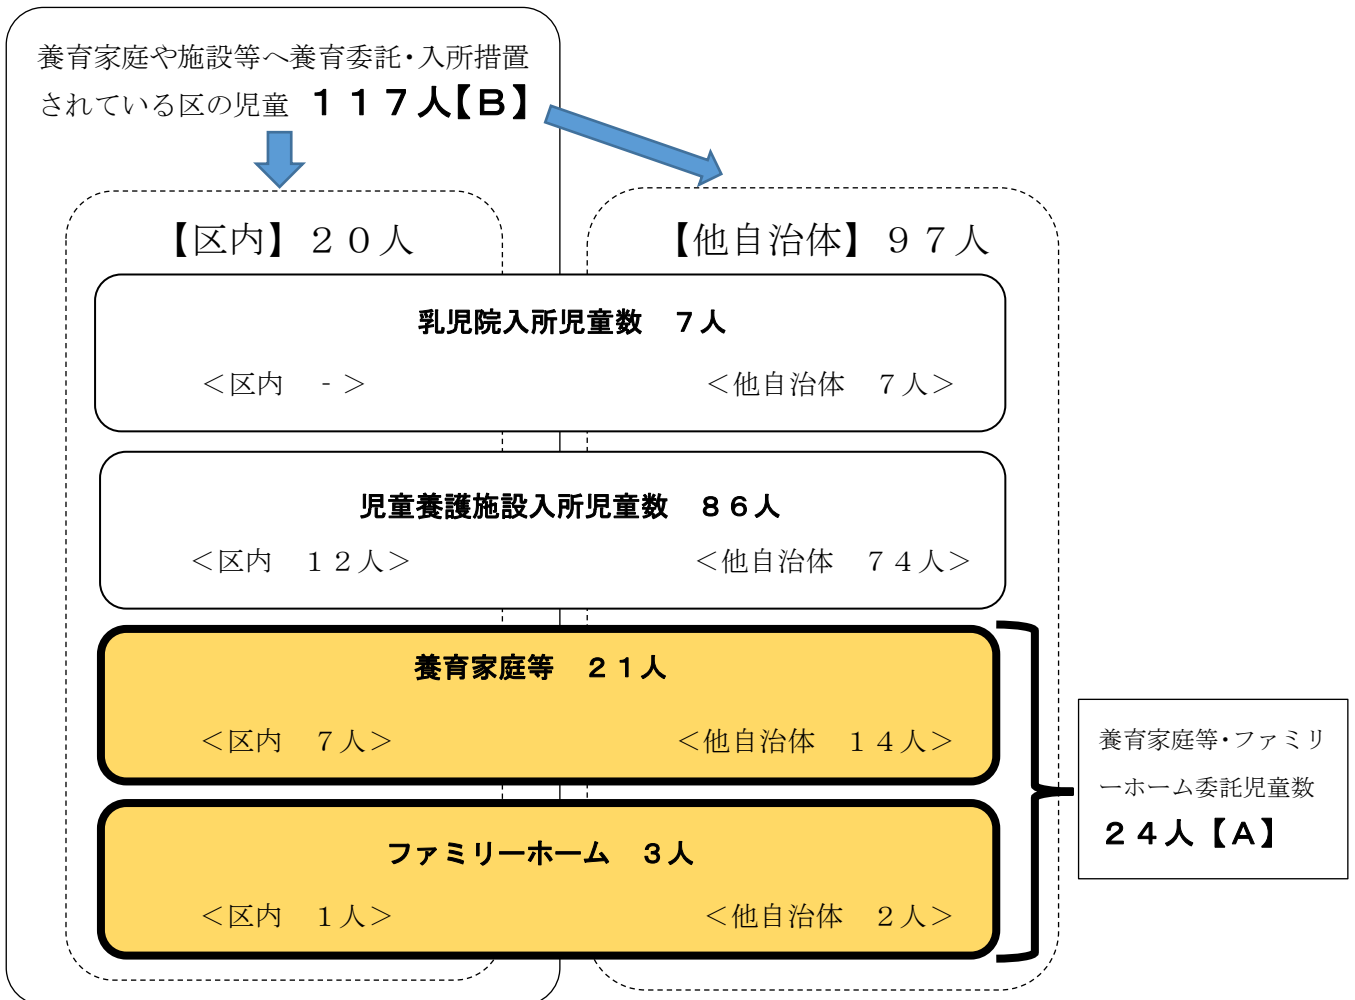 養育家庭や施設等へ養育委託・入所措置
されている区の児童 １１７人【Ｂ】
【区内】２０人
【他自治体】９７人
乳児院入所児童数　７人
＜区内　-＞
＜他自治体　７人＞
児童養護施設入所児童数　８６人
＜区内　１２人＞
＜他自治体　７４人＞
養育家庭等　２１人
＜区内　７人＞
＜他自治体　１４人＞
ファミリーホーム　３人
＜区内　１人＞
＜他自治体　２人＞
養育家庭等・ファミリ
ーホーム委託児童数
２４人【Ａ】